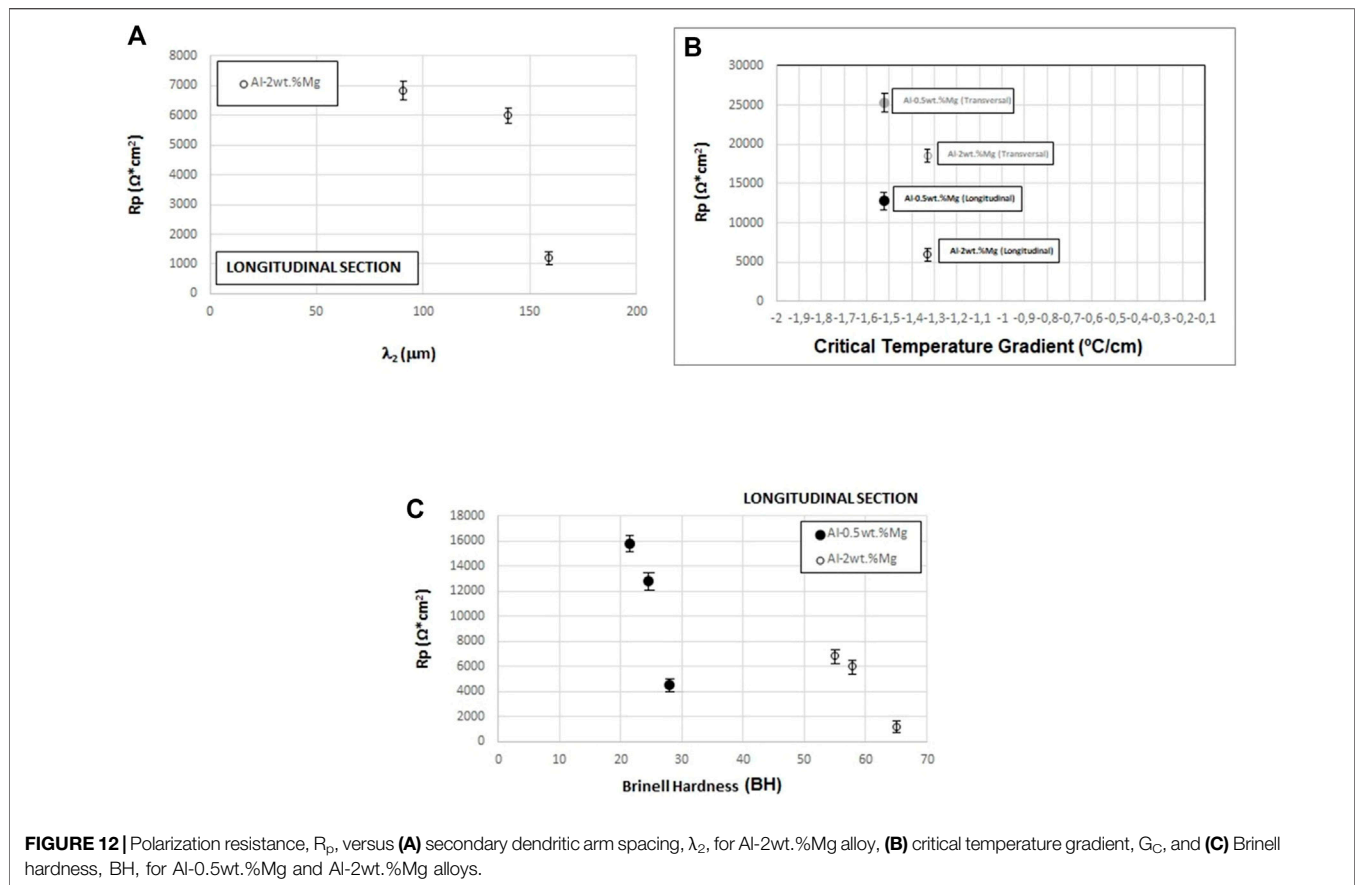 A
8000
7000
6000
5000
4000
3000
2000
1000
0
Rp (Ω*cm²)
Al-2wt.%Mg
LONGITUDINAL SECTION
0 50 100 150 200
λ₂ (μm)
B
30000
25000
20000
15000
10000
5000
0
Rp (Ω*cm²)
Al-0.5wt.%Mg (Transversal)
Al-2wt.%Mg (Transversal)
Al-0.5wt.%Mg (Longitudinal)
Al-2wt.%Mg (Longitudinal)
-2 -1,9-1,8-1,7-1,6-1,5-1,4-1,3-1,2-1,1 -1 -0,9-0,8-0,7-0,6-0,5-0,4-0,3-0,2-0,1
Critical Temperature Gradient (ºC/cm)
C
LONGITUDINAL SECTION
18000
16000
14000
12000
10000
8000
6000
4000
2000
0
Rp (Ω*cm²)
Al-0.5wt.%Mg
Al-2wt.%Mg
0 10 20 30 40 50 60 70
Brinell Hardness (BH)
FIGURE 12 | Polarization resistance, Rₚ, versus (A) secondary dendritic arm spacing, λ₂, for Al-2wt.%Mg alloy, (B) critical temperature gradient, G_C, and (C) Brinell
hardness, BH, for Al-0.5wt.%Mg and Al-2wt.%Mg alloys.